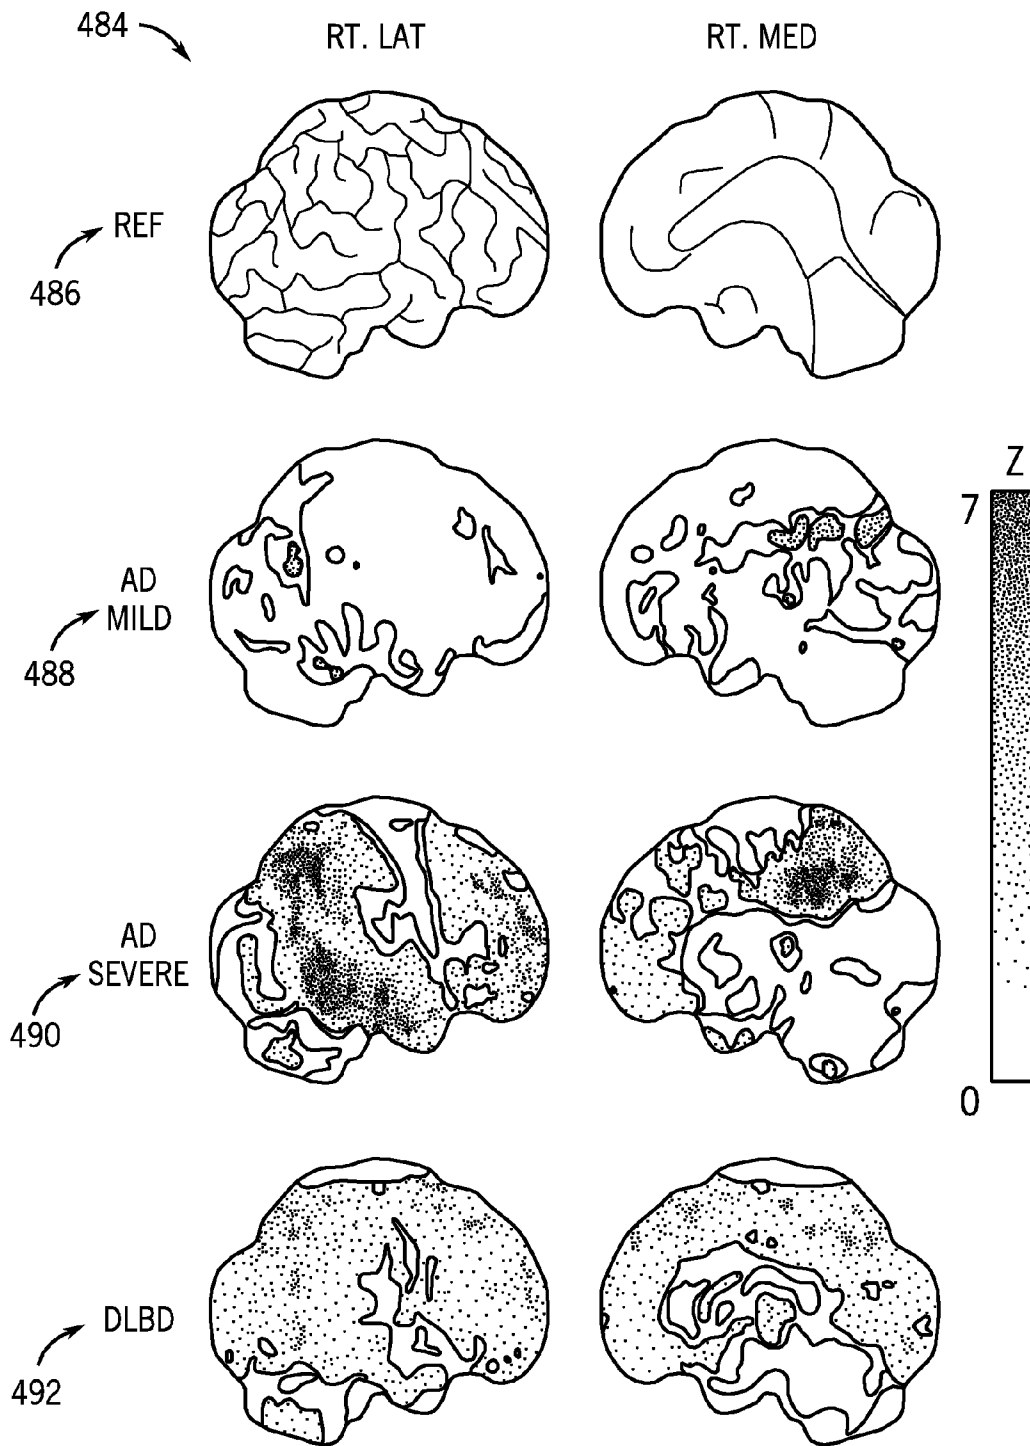 484
RT. LAT
RT. MED
REF
486
Z
7
AD
MILD
488
AD
SEVERE
490
0
DLBD
492